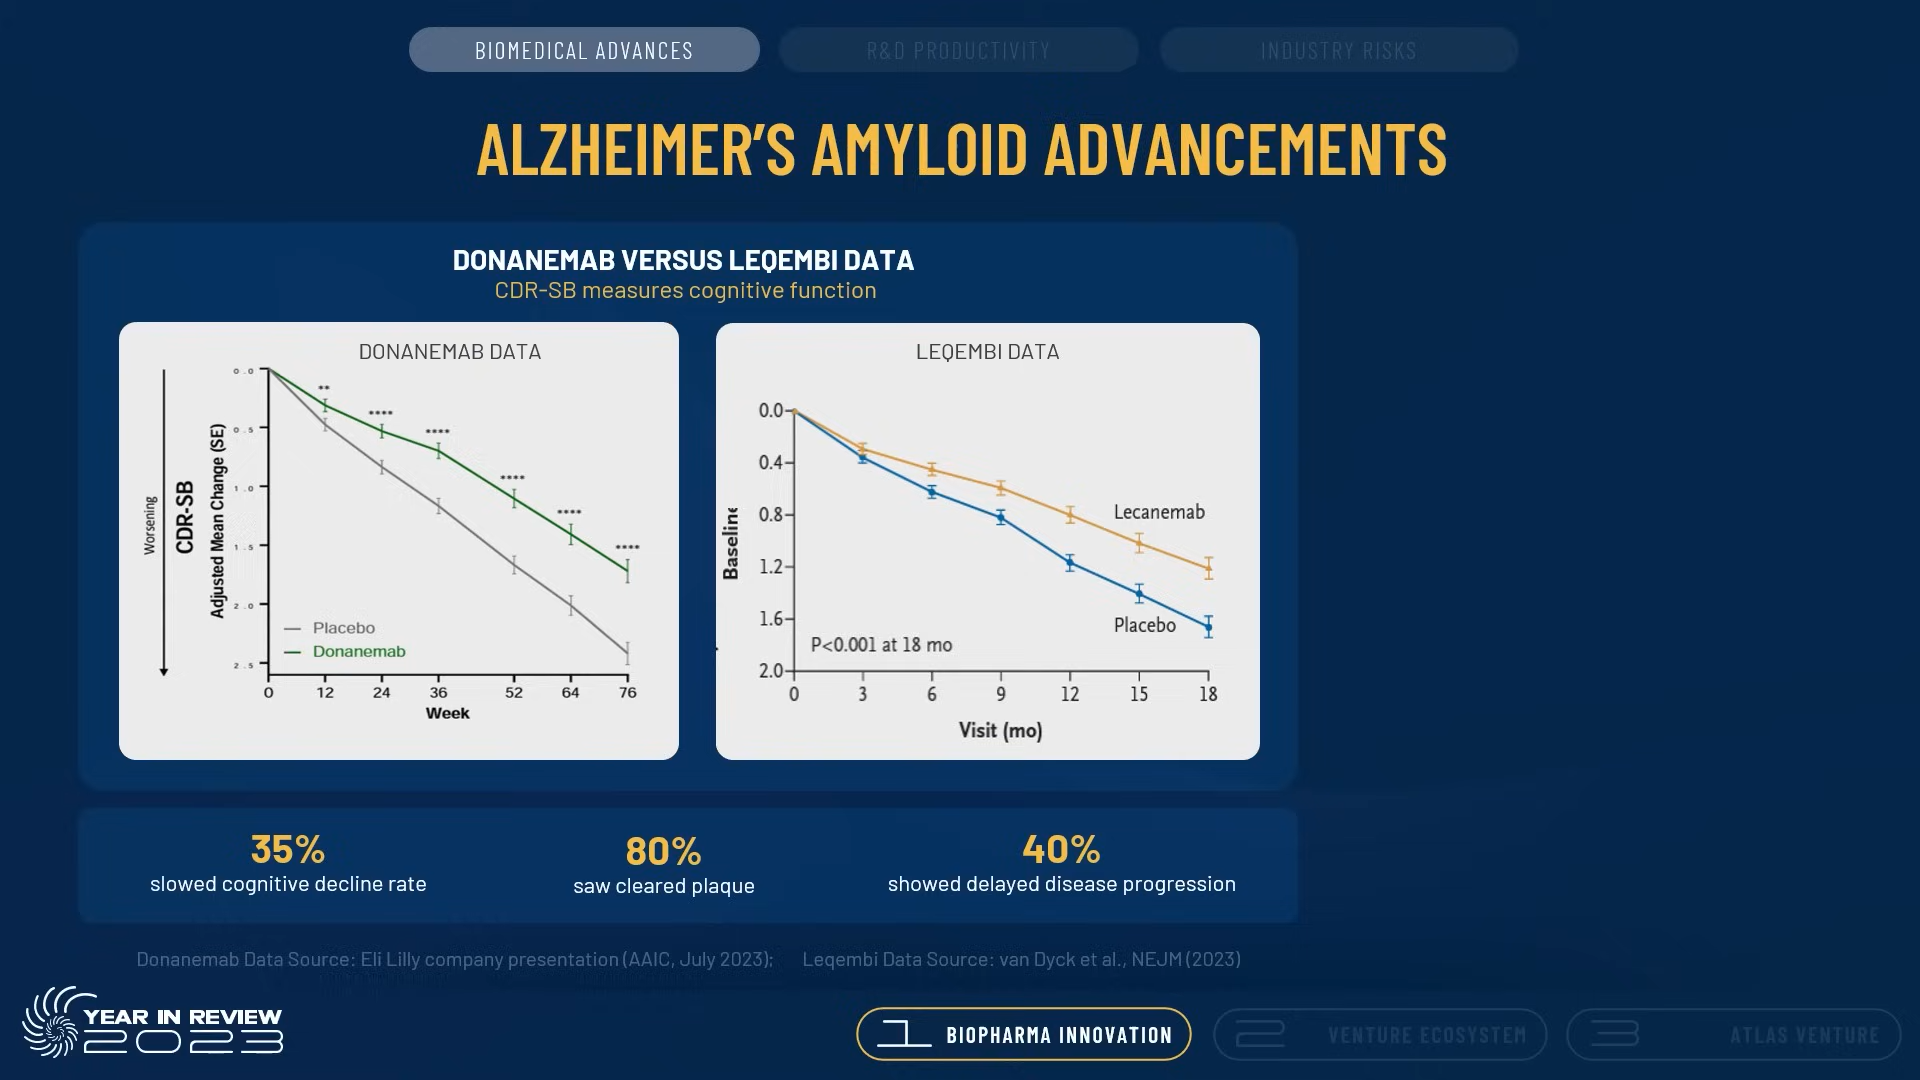 BIOMEDICAL ADVANCES
R&D PRODUCTIVITY
INDUSTRY RISKS
ALZHEIMER'S AMYLOID ADVANCEMENTS
DONANEMAB VERSUS LEQEMBI DATA
CDR-SB measures cognitive function
DONANEMAB DATA
Worsening
CDR-SB
Adjusted Mean Change (SE)
0.0
0.5
1.0
1.5
2.0
2.5
**
****
****
****
****
****
Placebo
Donanemab
0 12 24 36 52 64 76
Week
LEQEMBI DATA
Baseline
0.0
0.4
0.8
1.2
1.6
2.0
Lecanemab
Placebo
P<0.001 at 18 mo
0 3 6 9 12 15 18
Visit (mo)
35%
slowed cognitive decline rate
80%
saw cleared plaque
40%
showed delayed disease progression
Donanemab Data Source: Eli Lilly company presentation (AAIC, July 2023); Leqembi Data Source: van Dyck et al., NEJM (2023)
YEAR IN REVIEW
2023
1 BIOPHARMA INNOVATION
2 VENTURE ECOSYSTEM
3 ATLAS VENTURE